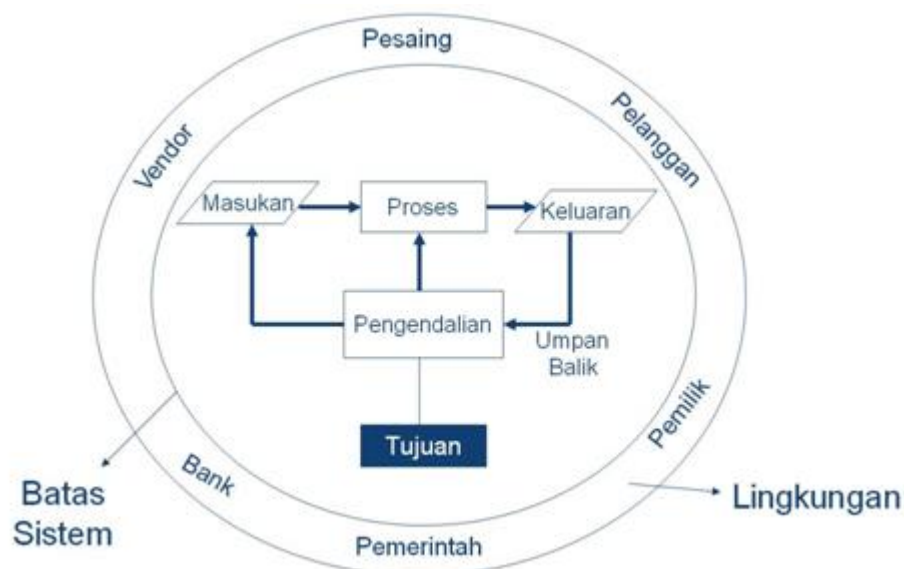 Pesaing
Vendor
Pelanggan
Masukan
Proses
Keluaran
Pengendalian
Umpan
Balik
Tujuan
Pemilik
Bank
Batas
Sistem
Lingkungan
Pemerintah